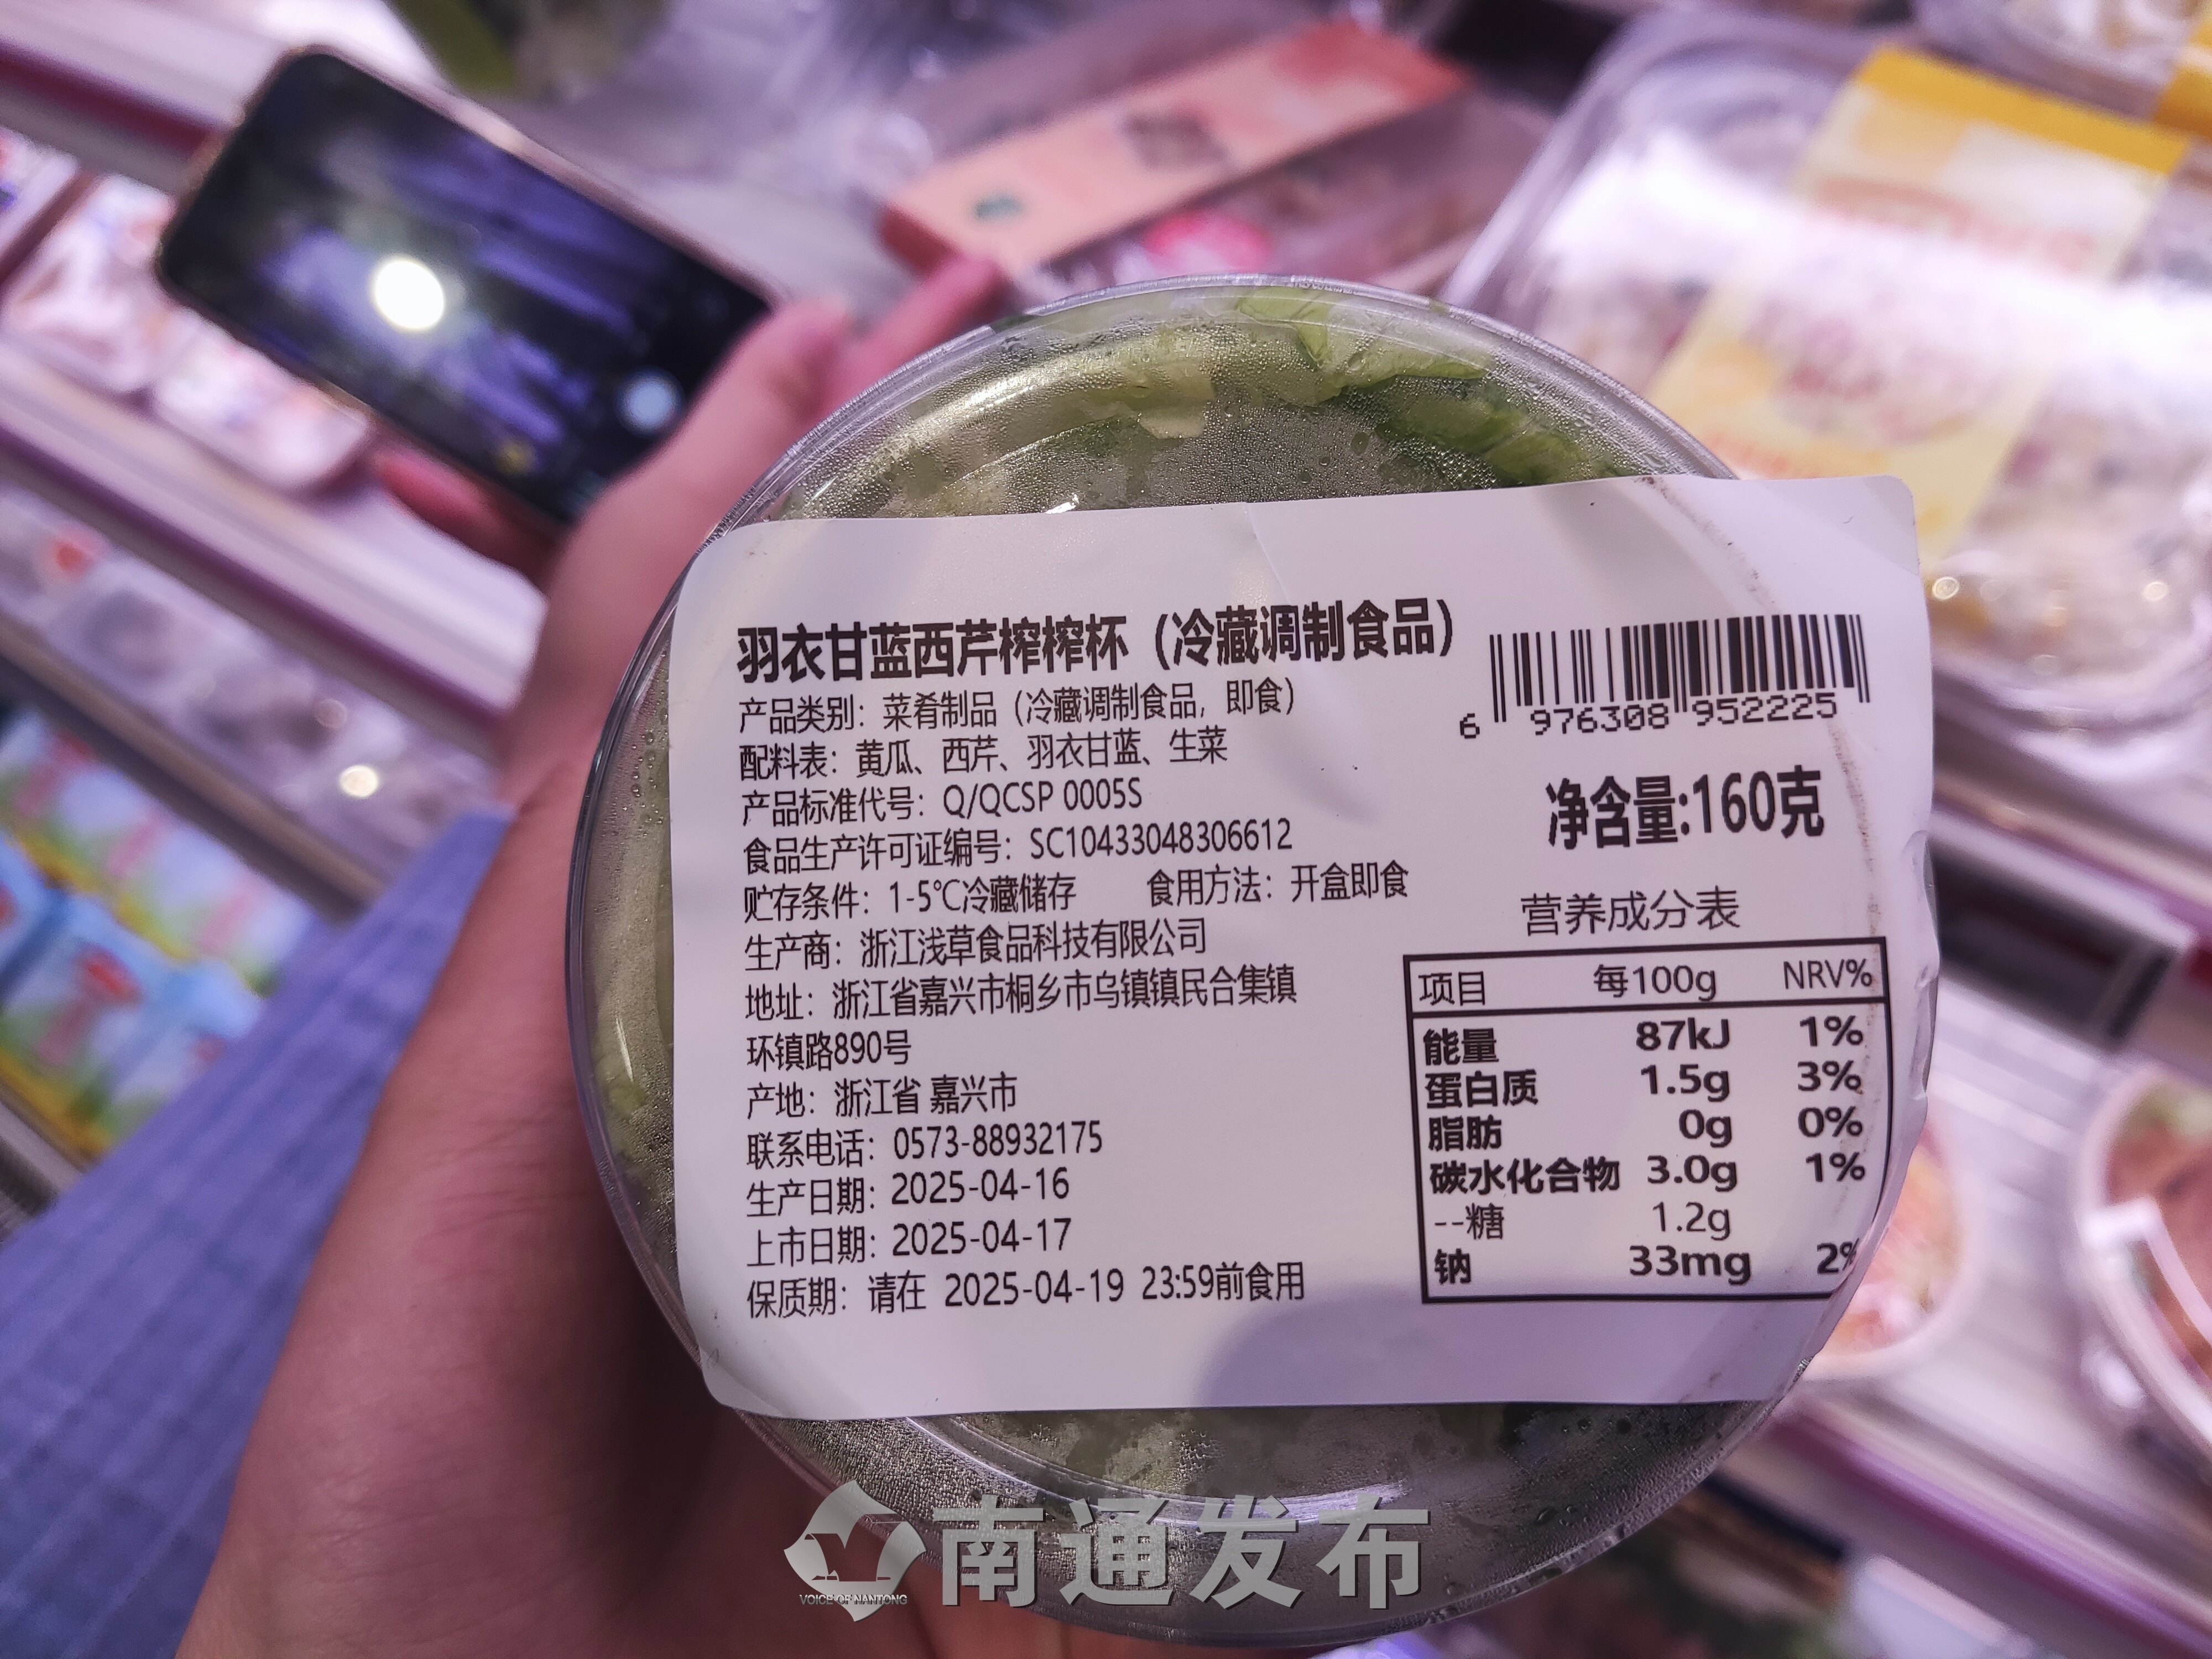 羽衣甘蓝西芹榨榨杯（冷藏调制食品）
产品类别：菜肴制品（冷藏调制食品，即食）
配料表：黄瓜、西芹、羽衣甘蓝、生菜
产品标准代号：Q/QCSP 0005S
食品生产许可证编号：SC10433048306612
贮存条件：1-5℃冷藏储存 食用方法：开盒即食
生产商：浙江浅草食品科技有限公司
地址：浙江省嘉兴市桐乡市乌镇镇民合集镇
环镇路890号
产地：浙江省 嘉兴市
联系电话：0573-88932175
生产日期：2025-04-16
上市日期：2025-04-17
保质期：请在 2025-04-19 23:59前食用
6 976308 952225
净含量:160克
营养成分表
项目 每100g NRV%
能量 87kJ 1%
蛋白质 1.5g 3%
脂肪 0g 0%
碳水化合物 3.0g 1%
--糖 1.2g
钠 33mg 2%
南通发布
VOICE OF NANTONG